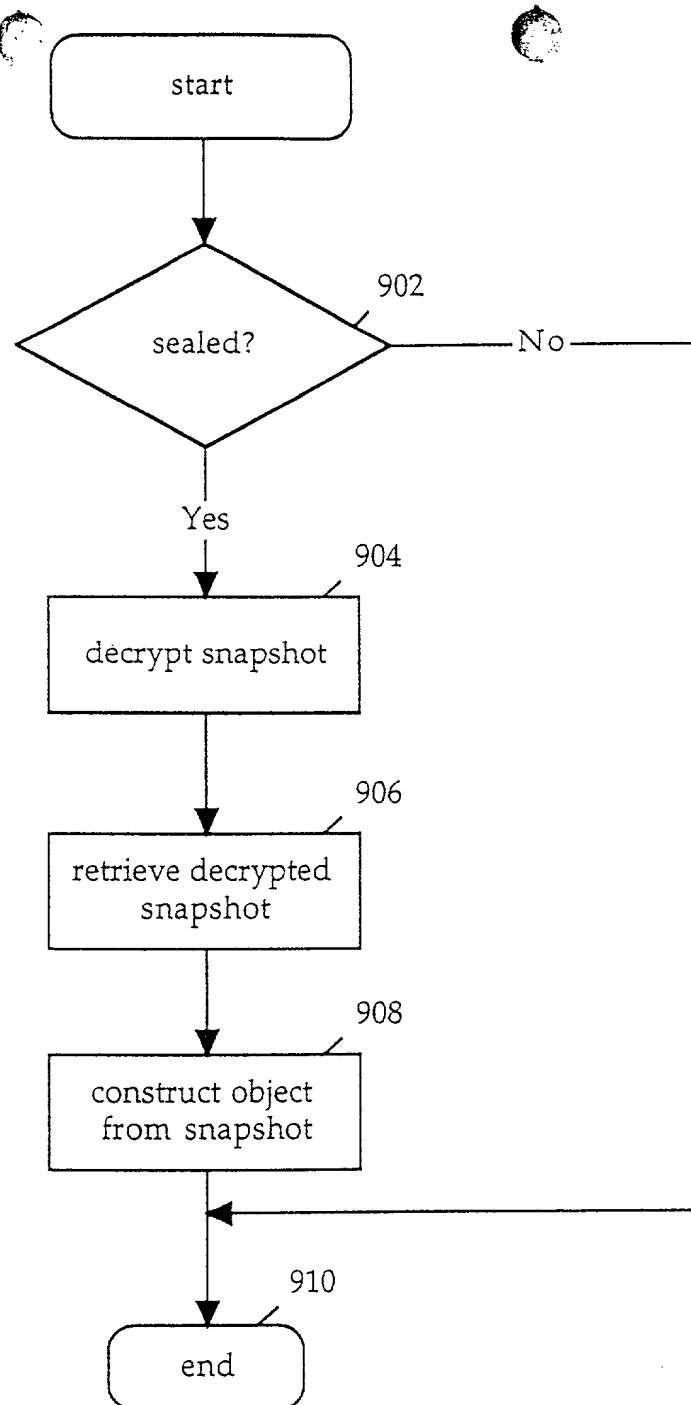 start
902
sealed?
No
Yes
904
decrypt snapshot
906
retrieve decrypted
snapshot
908
construct object
from snapshot
910
end